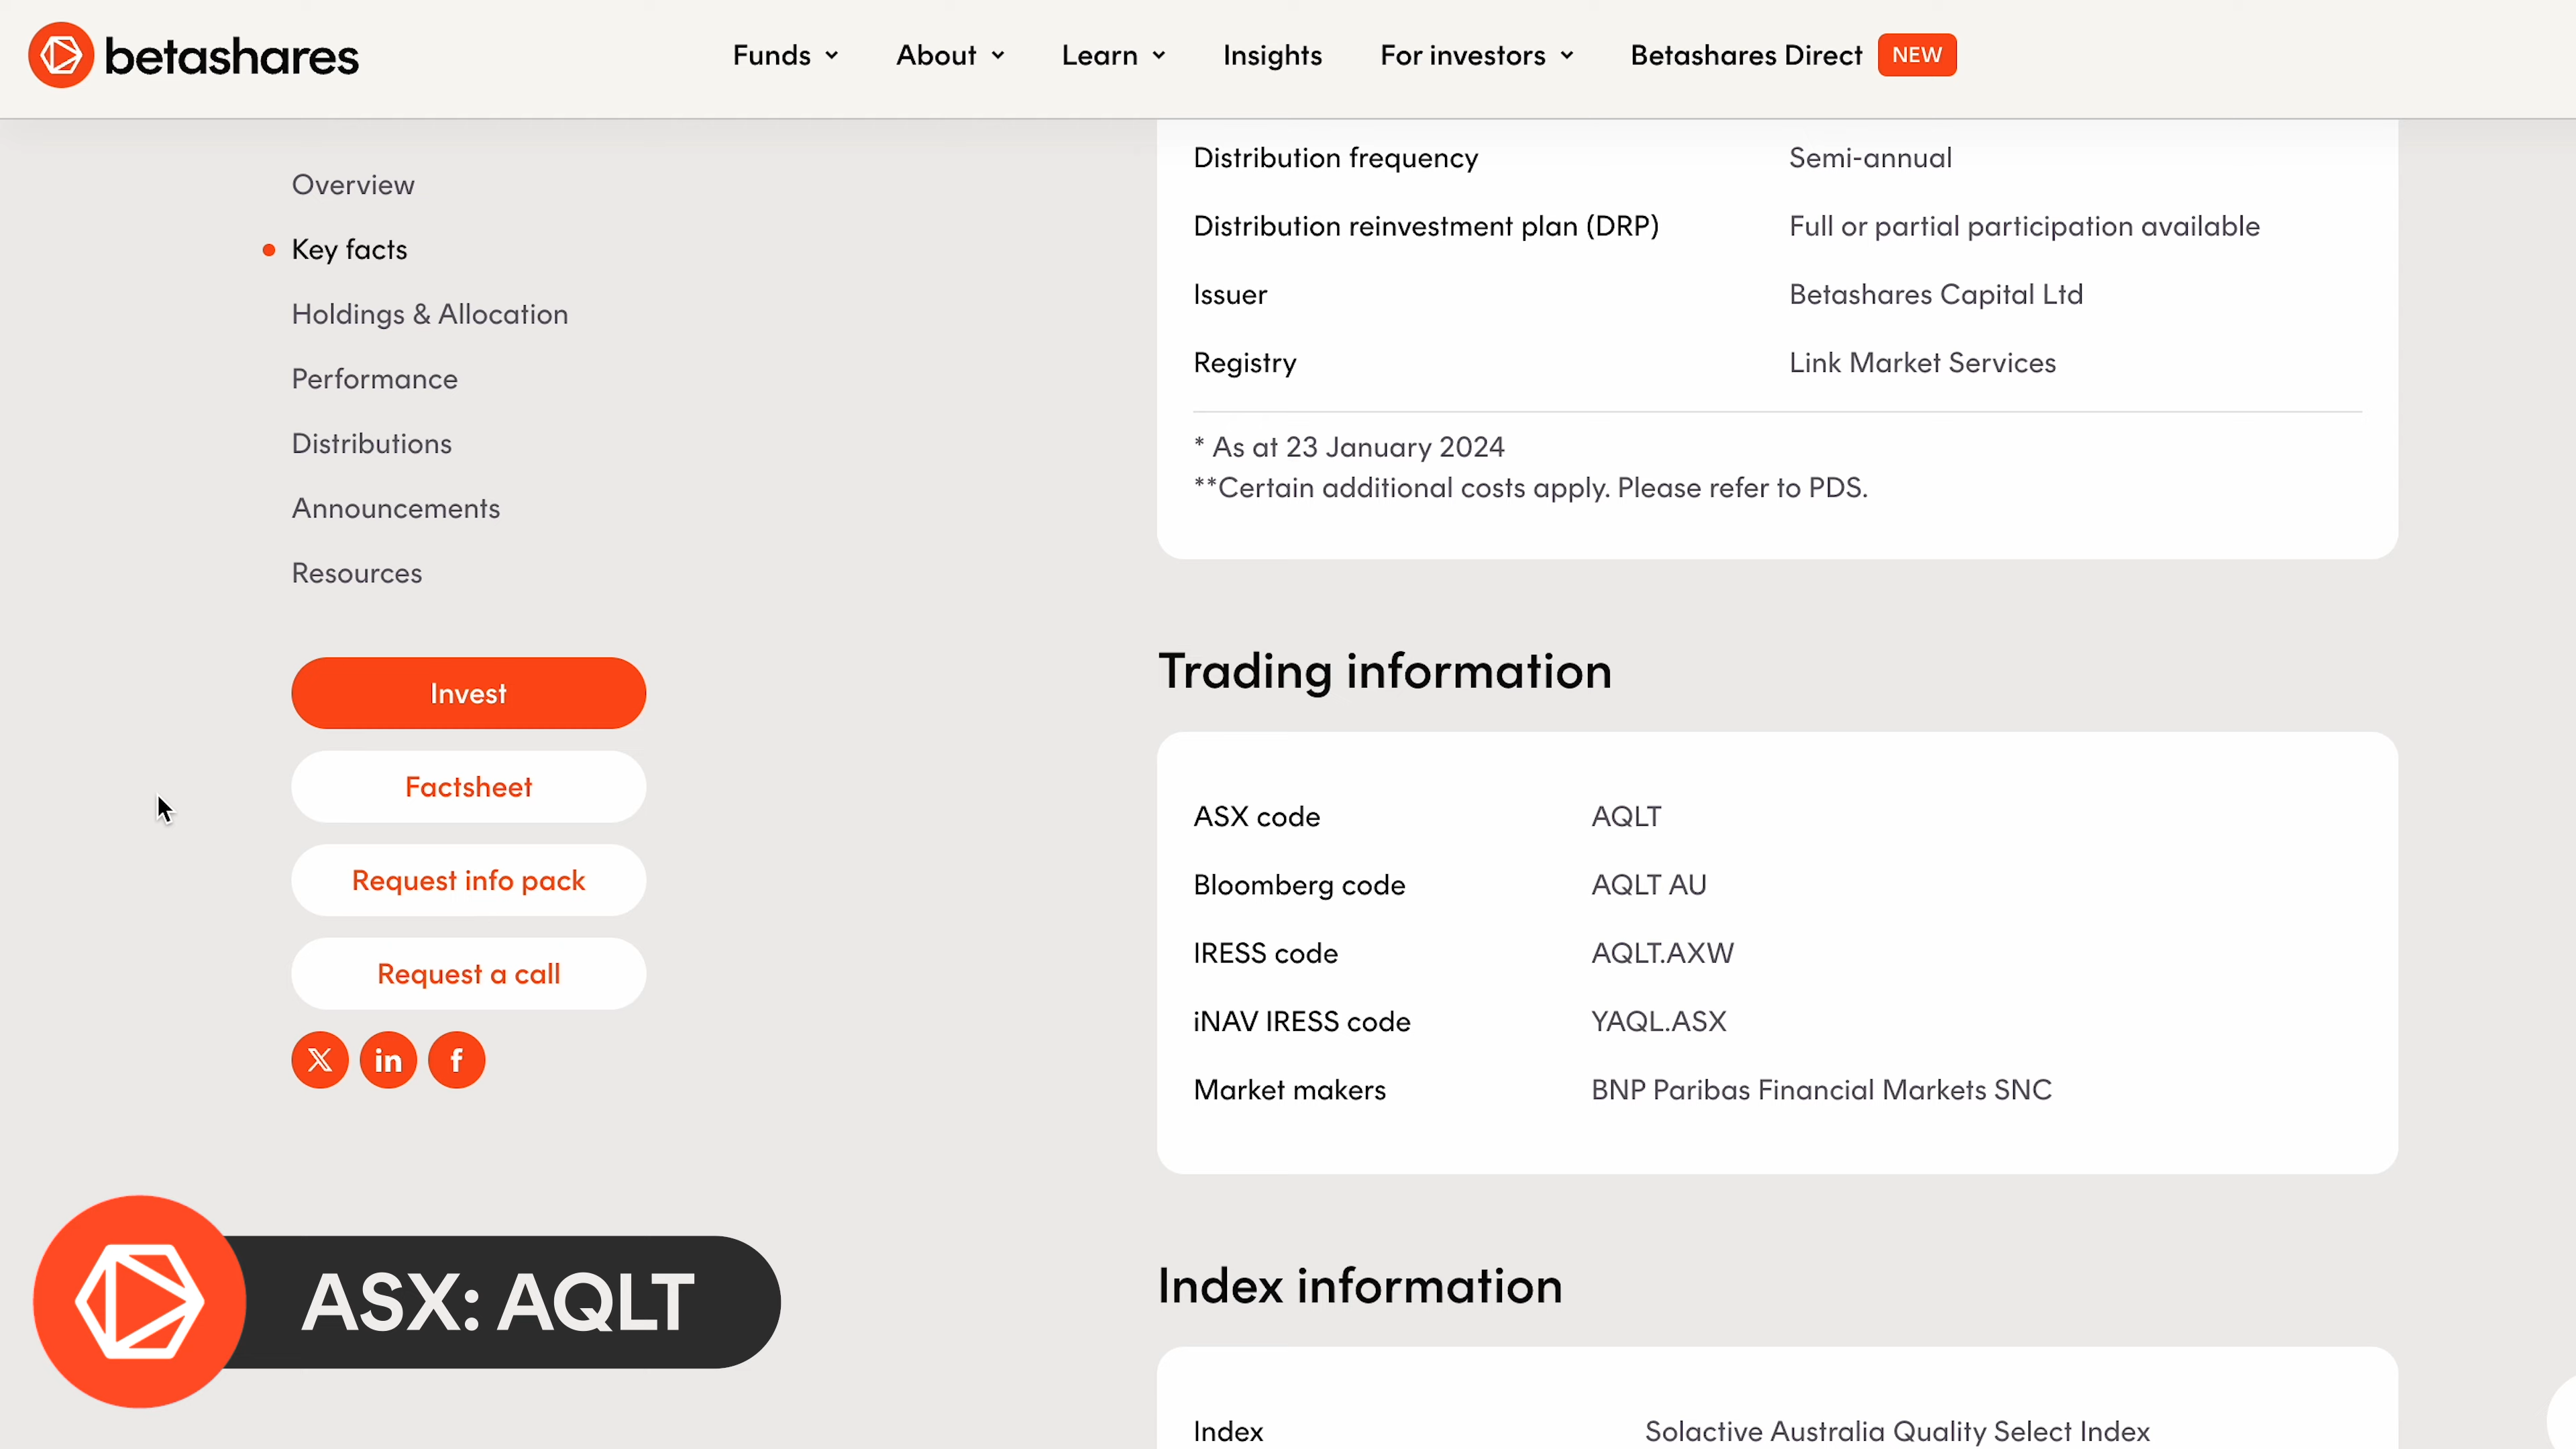 betashares
Funds
About
Learn
Insights
For investors
Betashares Direct NEW
Overview
Key facts
Holdings & Allocation
Performance
Distributions
Announcements
Resources
Invest
Factsheet
Request info pack
Request a call
X in f
Distribution frequency Semi-annual
Distribution reinvestment plan (DRP) Full or partial participation available
Issuer Betashares Capital Ltd
Registry Link Market Services
* As at 23 January 2024
**Certain additional costs apply. Please refer to PDS.
Trading information
ASX code AQLT
Bloomberg code AQLT AU
IRESS code AQLT.AXW
iNAV IRESS code YAQL.ASX
Market makers BNP Paribas Financial Markets SNC
Index information
Index Solactive Australia Quality Select Index
ASX: AQLT